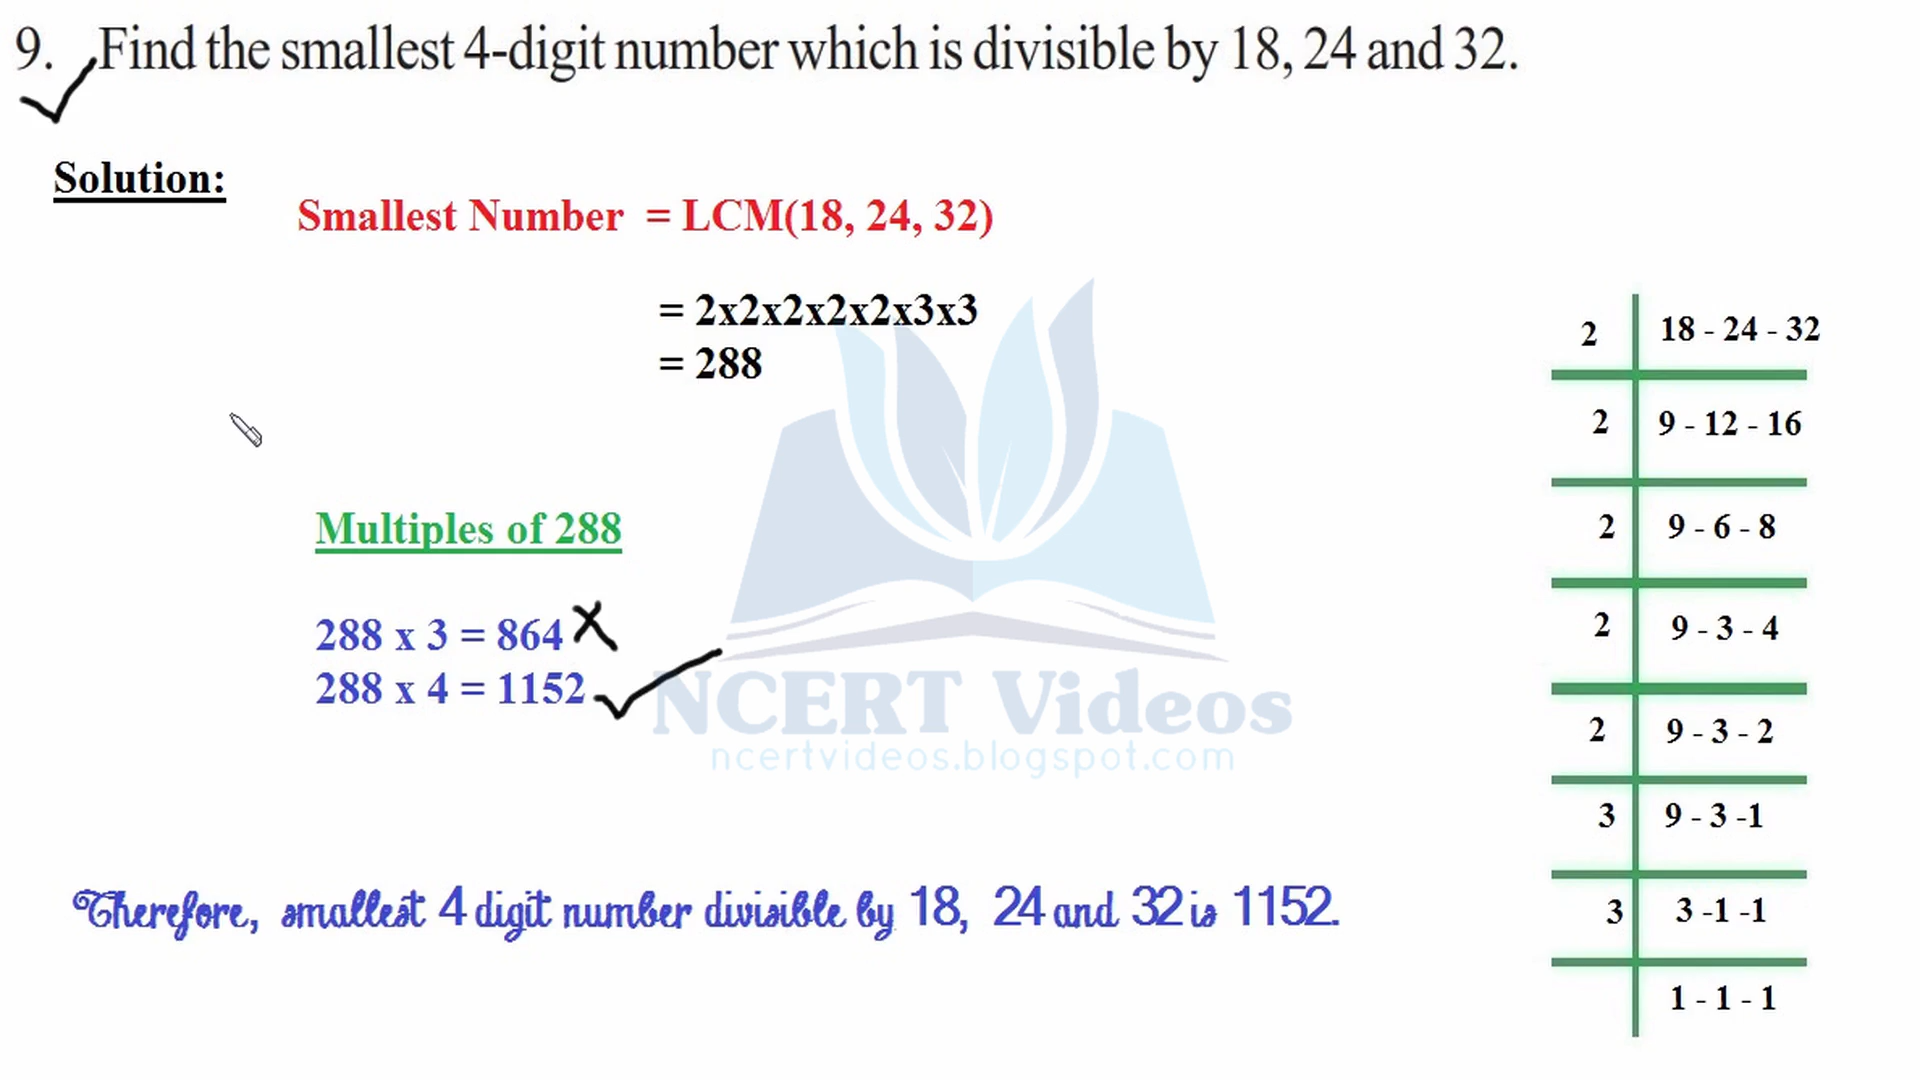 9. Find the smallest 4-digit number which is divisible by 18, 24 and 32.
Solution:
Smallest Number = LCM(18, 24, 32)
= 2x2x2x2x2x3x3
= 288
Multiples of 288
288 x 3 = 864
288 x 4 = 1152
NCERT Videos
ncertvideos.blogspot.com
Therefore, smallest 4 digit number divisible by 18, 24 and 32 is 1152.
2 18 - 24 - 32
2 9 - 12 - 16
2 9 - 6 - 8
2 9 - 3 - 4
2 9 - 3 - 2
3 9 - 3 -1
3 3 -1 -1
1 - 1 - 1